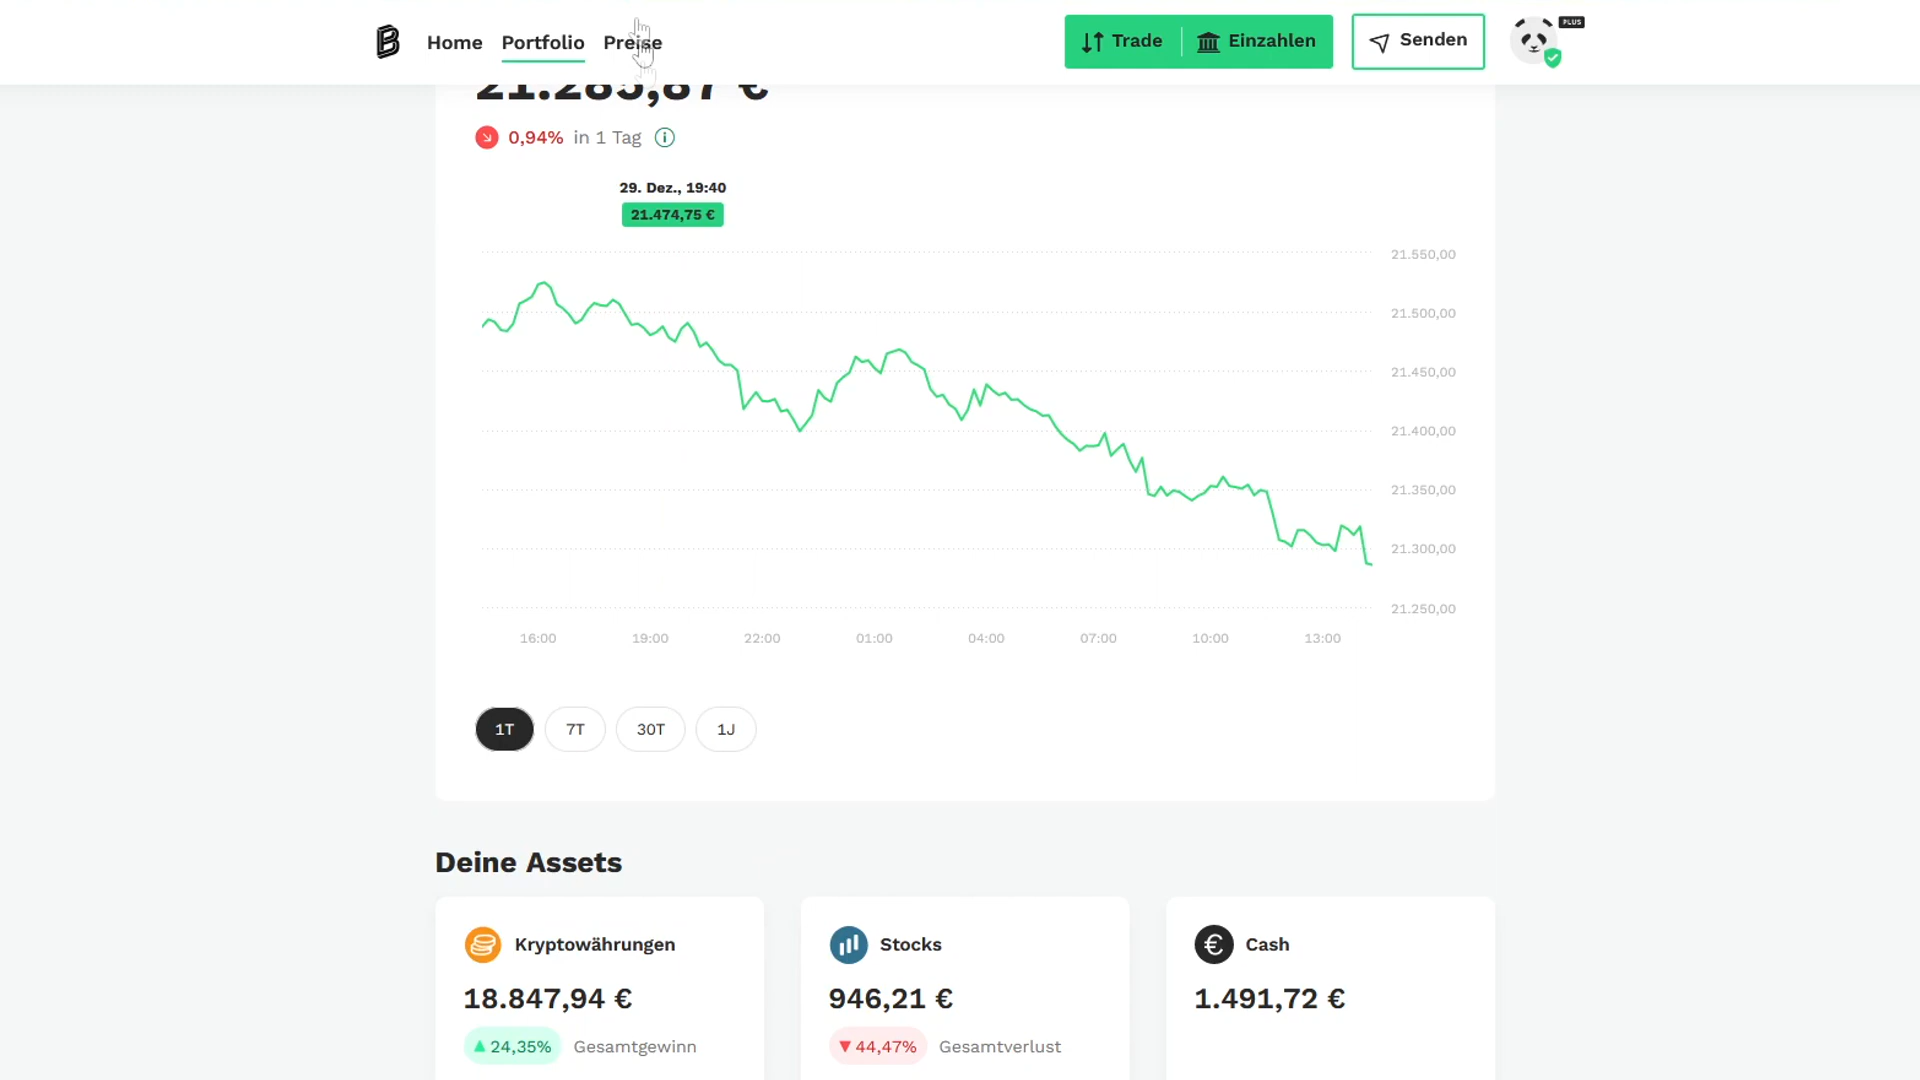 Home Portfolio Preise Trade Einzahlen Senden PLUS
21.285,87 €
0,94% in 1 Tag
29. Dez., 19:40
21.474,75 €
21.550,00
21.500,00
21.450,00
21.400,00
21.350,00
21.300,00
21.250,00
16:00 19:00 22:00 01:00 04:00 07:00 10:00 13:00
1T 7T 30T 1J
Deine Assets
Kryptowährungen
18.847,94 €
24,35% Gesamtgewinn
Stocks
946,21 €
44,47% Gesamtverlust
Cash
1.491,72 €